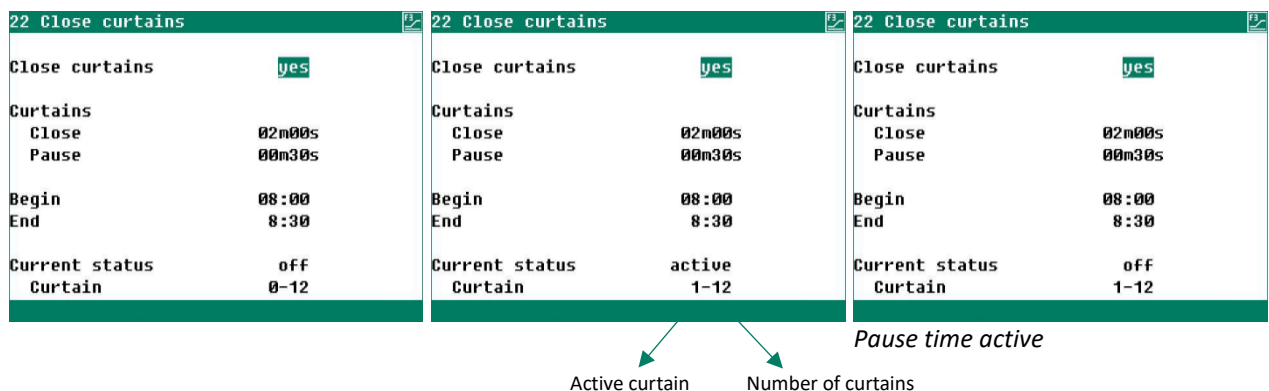 22 Close curtains F3
Close curtains yes
Curtains
Close 02m00s
Pause 00m30s
Begin 08:00
End 8:30
Current status off
Curtain 0-12
22 Close curtains F3
Close curtains yes
Curtains
Close 02m00s
Pause 00m30s
Begin 08:00
End 8:30
Current status active
Curtain 1-12
22 Close curtains F3
Close curtains yes
Curtains
Close 02m00s
Pause 00m30s
Begin 08:00
End 8:30
Current status off
Curtain 1-12
Pause time active
Active curtain Number of curtains